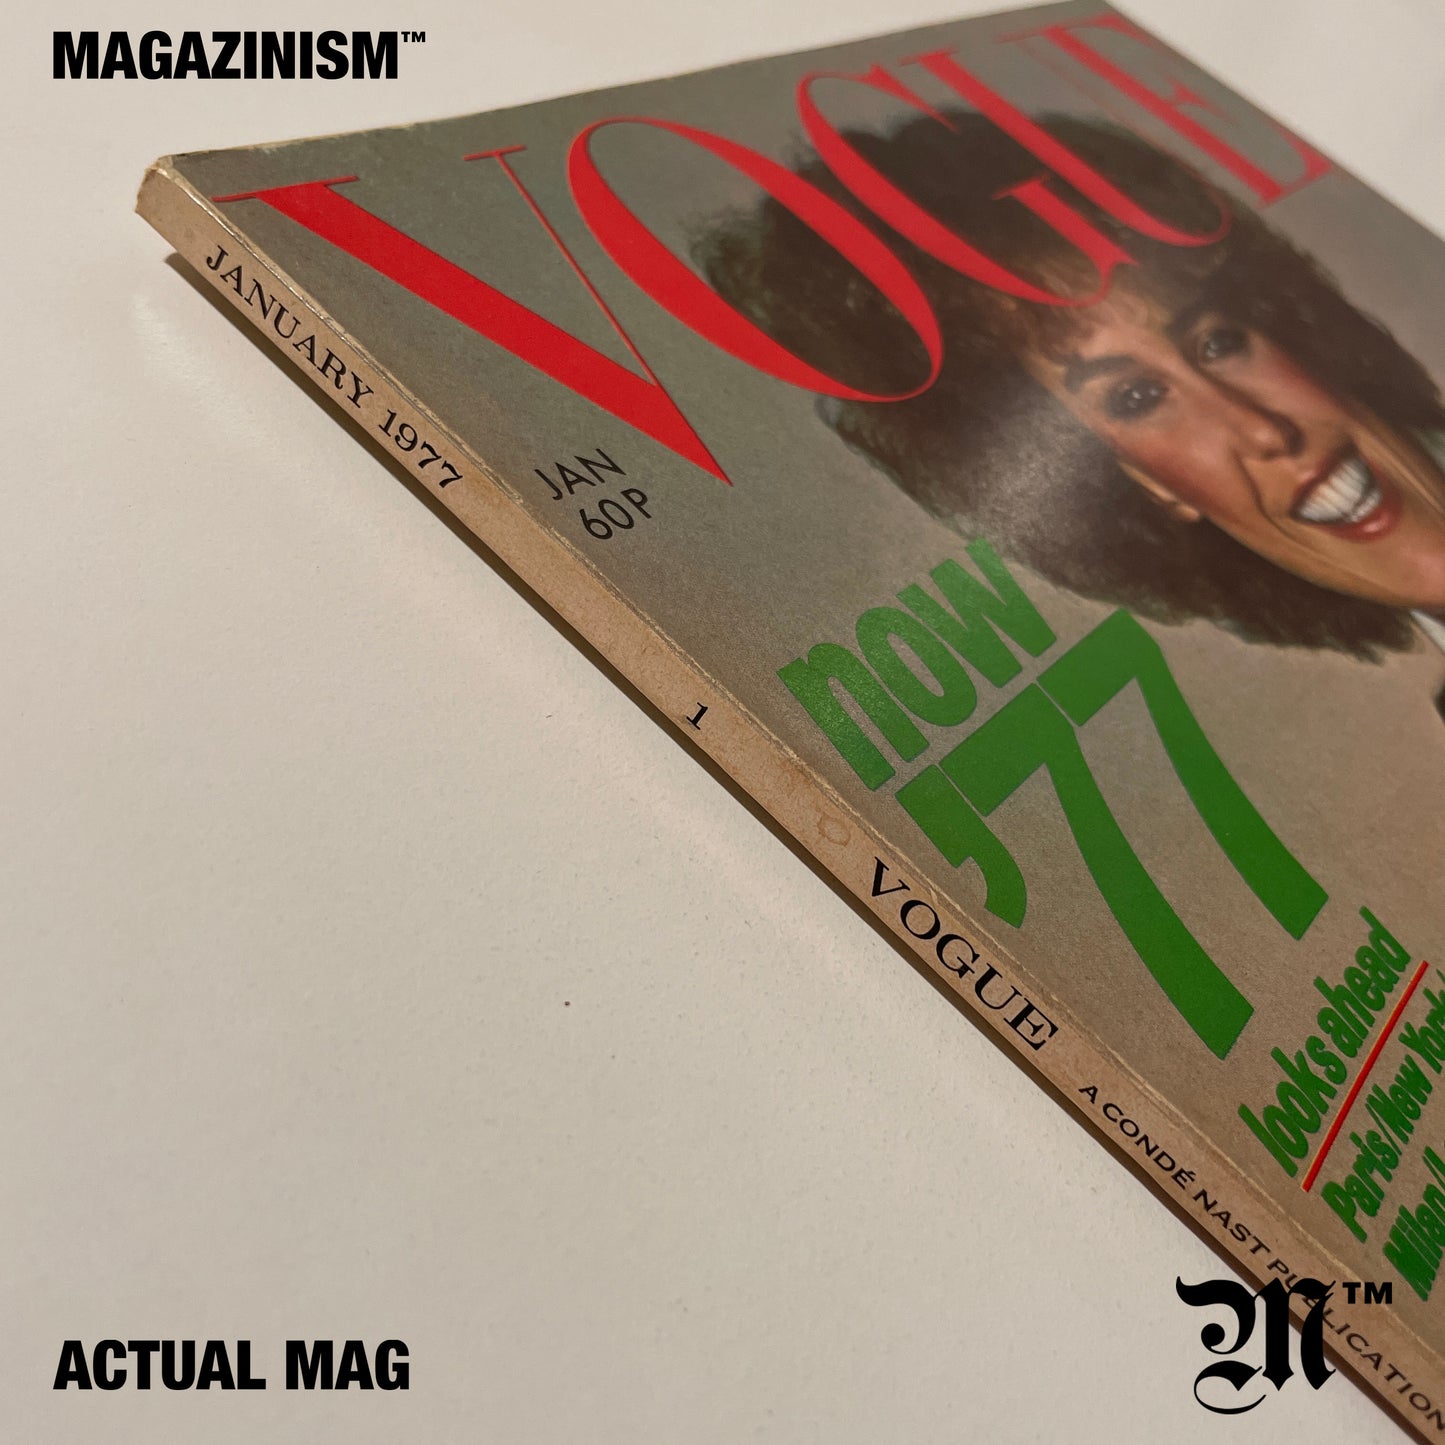 MAGAZINISM™
VOGUE
JANUARY 1977
JAN
60P
now
'77
1
VOGUE
looks ahead
Paris/New York
Milan/
A CONDÉ NAST PUBLICATION
M™
ACTUAL MAG